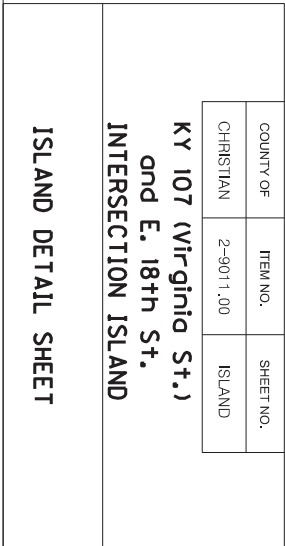 COUNTY OF ITEM NO. SHEET NO.
CHRISTIAN 2-9011.00 ISLAND
KY 107 (Virginia St.)
and E. 18th St.
INTERSECTION ISLAND
ISLAND DETAIL SHEET